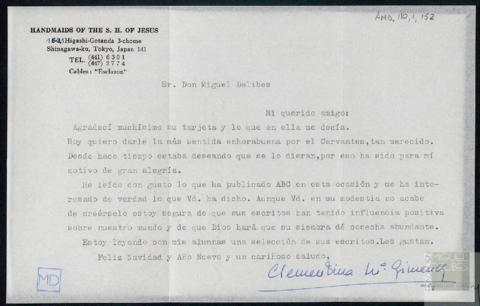 AMD, 110, 1, 152
HANDMAIDS OF THE S. H. OF JESUS
Higashi-Gotanda 3-chome
Shinagawa-ku, Tokyo, Japan 141
TEL. (441) 6301
(447) 3774
Cables: "Esclazon"
Sr. Don Miguel Delibes
Mi querido amigo:
Agradecí muchísimo su tarjeta y lo que en ella me decía.
Hoy quiero darle la más sentida enhorabuena por el Cervantes, tan merecido.
Desde hace tiempo estaba deseando que se lo dieran, por eso ha sido para mí
motivo de gran alegría.
He leído con gusto lo que ha publicado ABC en esta ocasión y me ha inte-
resado de verdad lo que Vd. ha dicho. Aunque Vd. en su modestia no acabe
de creérselo estoy segura de que sus escritos han tenido influencia positiva
sobre nuestro mundo y de que Dios hará que su siembra dé cosecha abundante.
Estoy leyendo con mis alumnas una selección de sus escritos. Les gustan.
Feliz Navidad y Año Nuevo y un cariñoso saludo,
Clementina Mª Giménez
MD